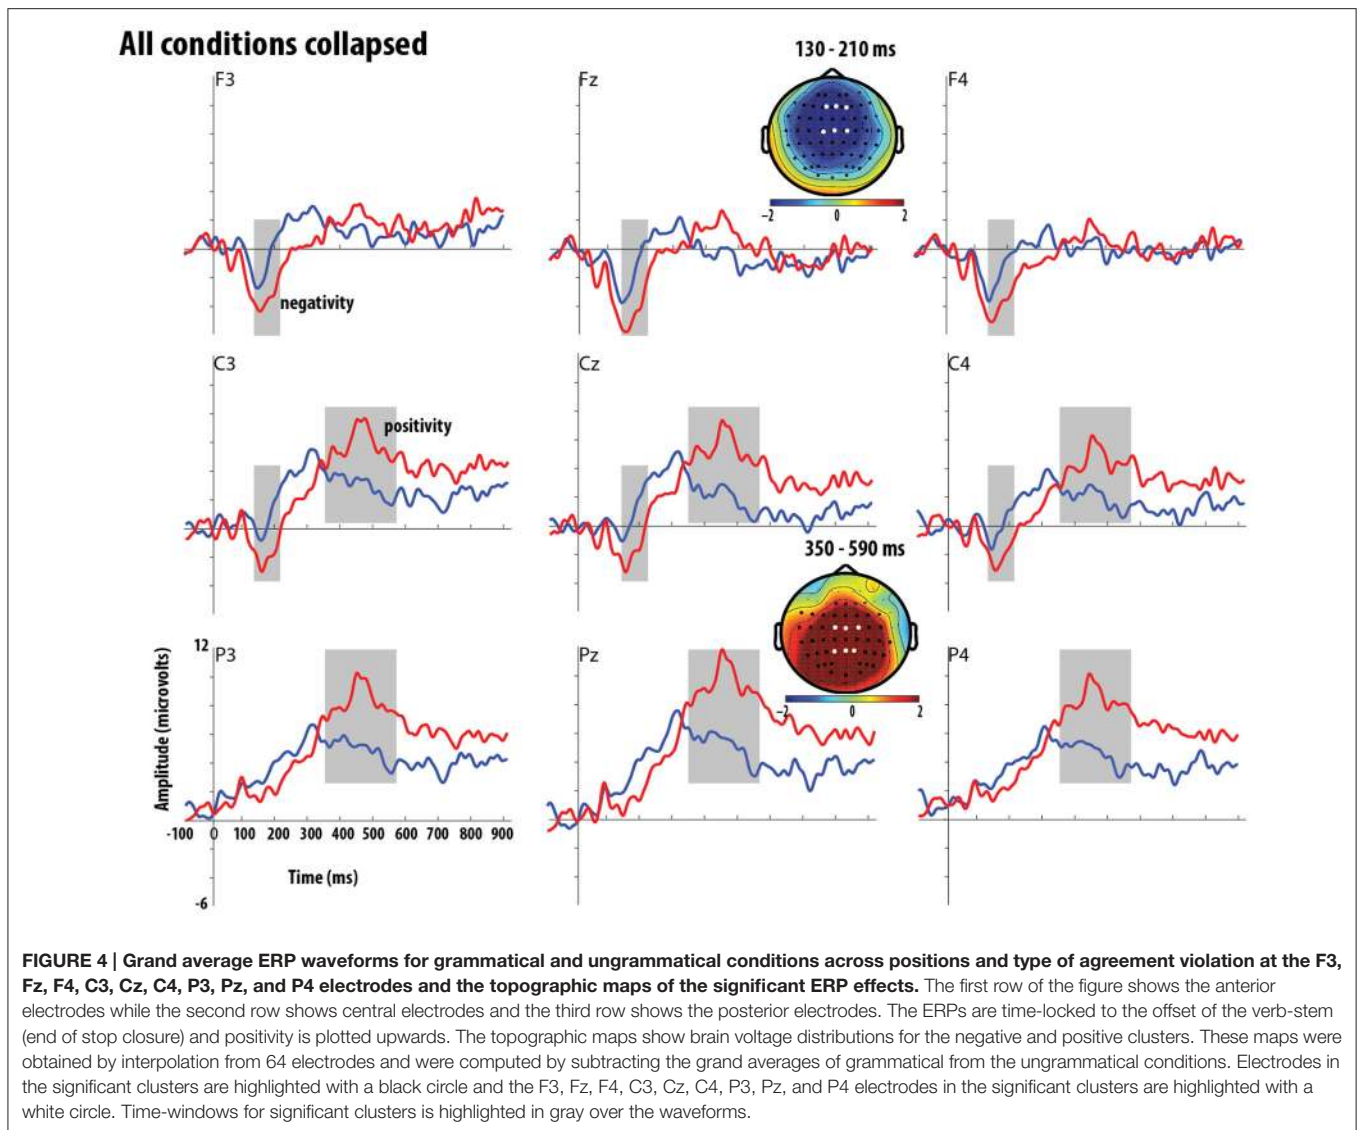 All conditions collapsed
130 - 210 ms
F3
Fz
F4
-2
0
2
negativity
C3
Cz
C4
positivity
350 - 590 ms
12
P3
Pz
P4
-2
0
2
Amplitude (microvolts)
-100 0 100 200 300 400 500 600 700 800 900
Time (ms)
-6
FIGURE 4 | Grand average ERP waveforms for grammatical and ungrammatical conditions across positions and type of agreement violation at the F3,
Fz, F4, C3, Cz, C4, P3, Pz, and P4 electrodes and the topographic maps of the significant ERP effects. The first row of the figure shows the anterior
electrodes while the second row shows central electrodes and the third row shows the posterior electrodes. The ERPs are time-locked to the offset of the verb-stem
(end of stop closure) and positivity is plotted upwards. The topographic maps show brain voltage distributions for the negative and positive clusters. These maps were
obtained by interpolation from 64 electrodes and were computed by subtracting the grand averages of grammatical from the ungrammatical conditions. Electrodes in
the significant clusters are highlighted with a black circle and the F3, Fz, F4, C3, Cz, C4, P3, Pz, and P4 electrodes in the significant clusters are highlighted with a
white circle. Time-windows for significant clusters is highlighted in gray over the waveforms.